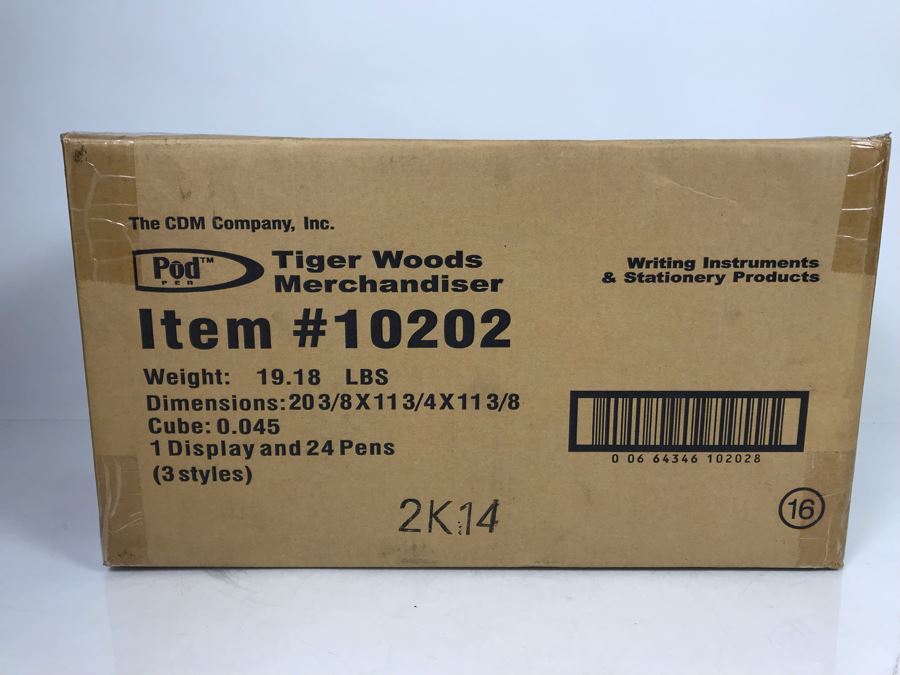 The CDM Company, Inc.
Pôd™
PEN
Tiger Woods
Merchandiser
Writing Instruments
& Stationery Products
Item #10202
Weight: 19.18 LBS
Dimensions:20 3/8 X 11 3/4 X 11 3/8
Cube: 0.045
1 Display and 24 Pens
(3 styles)
0 06 64346 102028
2K14
16